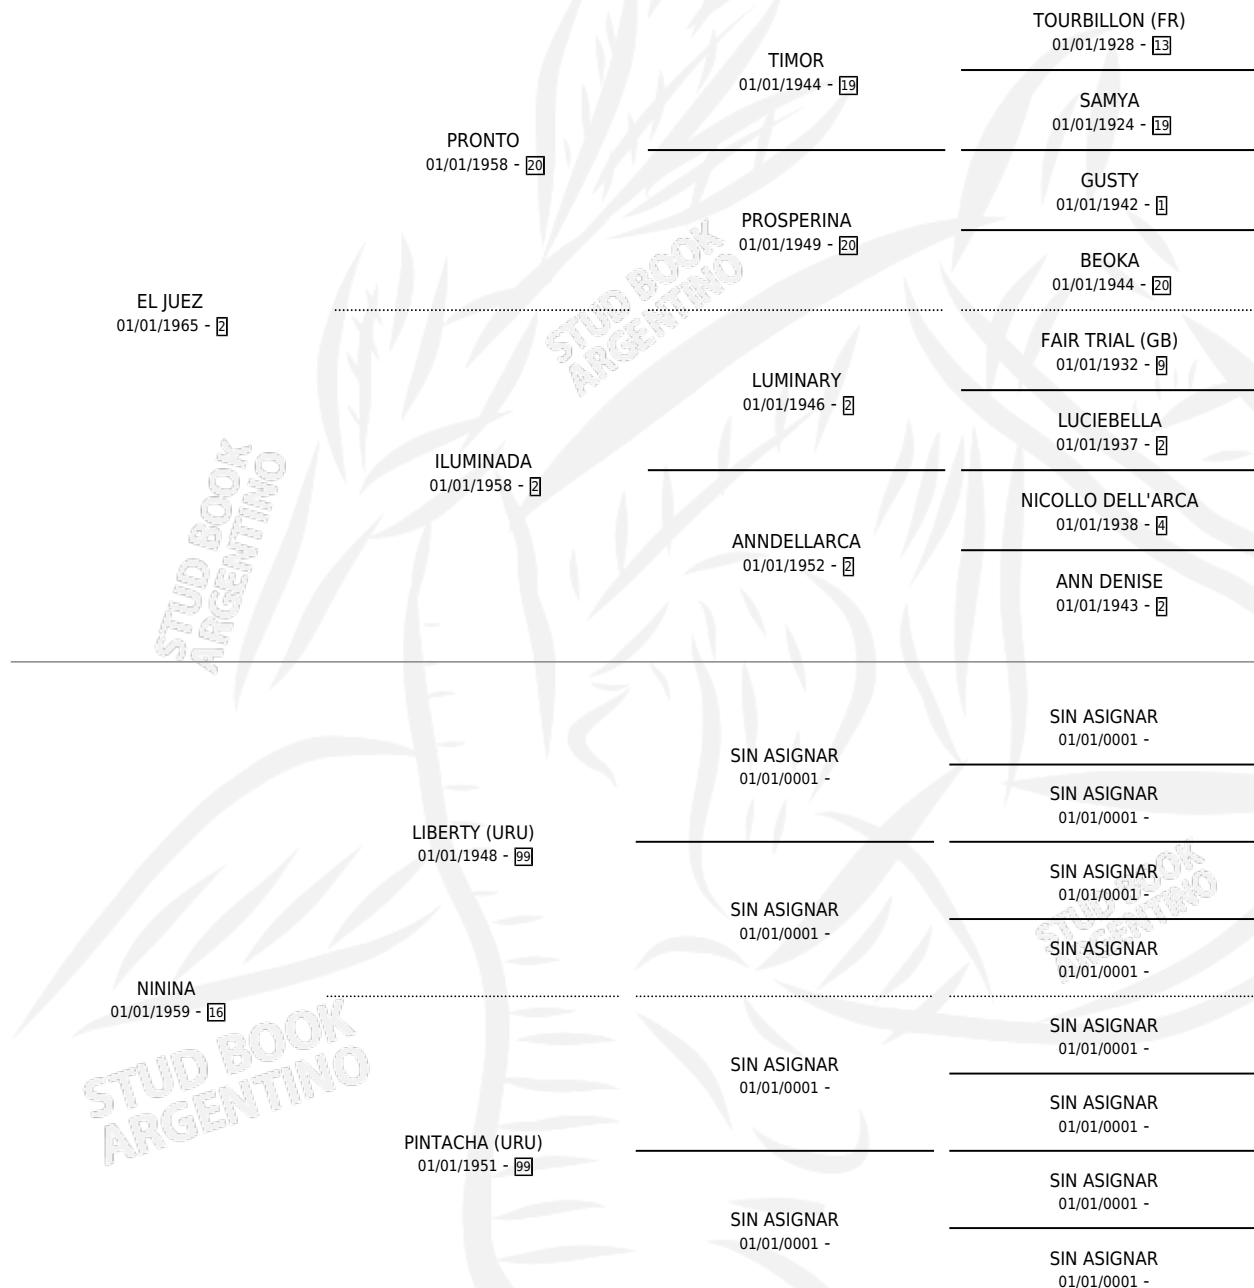 EL JUEZ
01/01/1965 - 2
PRONTO
01/01/1958 - 20
ILUMINADA
01/01/1958 - 2
TIMOR
01/01/1944 - 19
PROSPERINA
01/01/1949 - 20
LUMINARY
01/01/1946 - 2
ANNDELLARCA
01/01/1952 - 2
TOURBILLON (FR)
01/01/1928 - 13
SAMYA
01/01/1924 - 19
GUSTY
01/01/1942 - 1
BEOKA
01/01/1944 - 20
FAIR TRIAL (GB)
01/01/1932 - 9
LUCIEBELLA
01/01/1937 - 2
NICOLLO DELL'ARCA
01/01/1938 - 4
ANN DENISE
01/01/1943 - 2
NININA
01/01/1959 - 16
LIBERTY (URU)
01/01/1948 - 99
PINTACHA (URU)
01/01/1951 - 99
SIN ASIGNAR
01/01/0001 -
SIN ASIGNAR
01/01/0001 -
SIN ASIGNAR
01/01/0001 -
SIN ASIGNAR
01/01/0001 -
SIN ASIGNAR
01/01/0001 -
SIN ASIGNAR
01/01/0001 -
SIN ASIGNAR
01/01/0001 -
SIN ASIGNAR
01/01/0001 -
SIN ASIGNAR
01/01/0001 -
SIN ASIGNAR
01/01/0001 -
SIN ASIGNAR
01/01/0001 -
SIN ASIGNAR
01/01/0001 -
STUD BOOK
ARGENTINO
STUD BOOK
ARGENTINO
STUD BOOK
ARGENTINO
STUD BOOK
ARGENTINO